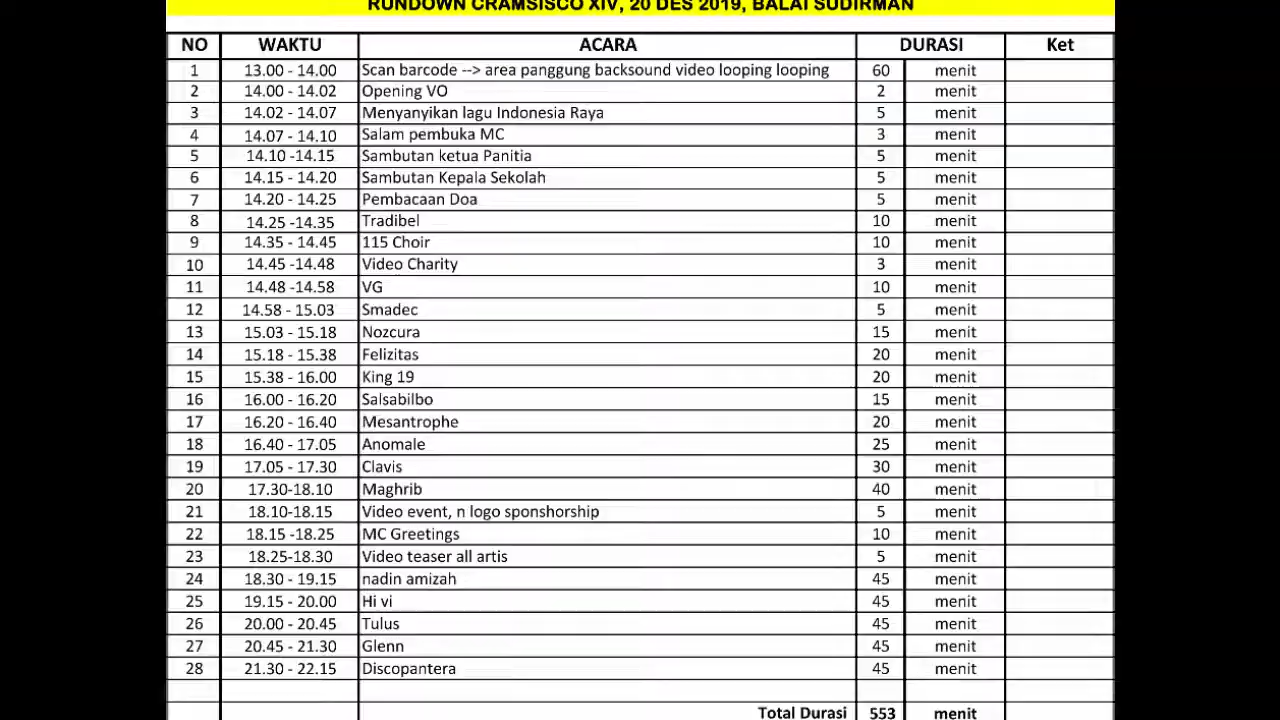 RUNDOWN CRAMSISCO XIV, 20 DES 2019, BALAI SUDIRMAN
NO WAKTU ACARA DURASI Ket
1 13.00 - 14.00 Scan barcode --> area panggung backsound video looping looping 60 menit
2 14.00 - 14.02 Opening VO 2 menit
3 14.02 - 14.07 Menyanyikan lagu Indonesia Raya 5 menit
4 14.07 - 14.10 Salam pembuka MC 3 menit
5 14.10 -14.15 Sambutan ketua Panitia 5 menit
6 14.15 - 14.20 Sambutan Kepala Sekolah 5 menit
7 14.20 - 14.25 Pembacaan Doa 5 menit
8 14.25 -14.35 Tradibel 10 menit
9 14.35 - 14.45 115 Choir 10 menit
10 14.45 -14.48 Video Charity 3 menit
11 14.48 -14.58 VG 10 menit
12 14.58 - 15.03 Smadec 5 menit
13 15.03 - 15.18 Nozcura 15 menit
14 15.18 - 15.38 Felizitas 20 menit
15 15.38 - 16.00 King 19 20 menit
16 16.00 - 16.20 Salsabilbo 15 menit
17 16.20 - 16.40 Mesantrophe 20 menit
18 16.40 - 17.05 Anomale 25 menit
19 17.05 - 17.30 Clavis 30 menit
20 17.30-18.10 Maghrib 40 menit
21 18.10-18.15 Video event, n logo sponshorship 5 menit
22 18.15 -18.25 MC Greetings 10 menit
23 18.25-18.30 Video teaser all artis 5 menit
24 18.30 - 19.15 nadin amizah 45 menit
25 19.15 - 20.00 Hi vi 45 menit
26 20.00 - 20.45 Tulus 45 menit
27 20.45 - 21.30 Glenn 45 menit
28 21.30 - 22.15 Discopantera 45 menit
Total Durasi 553 menit